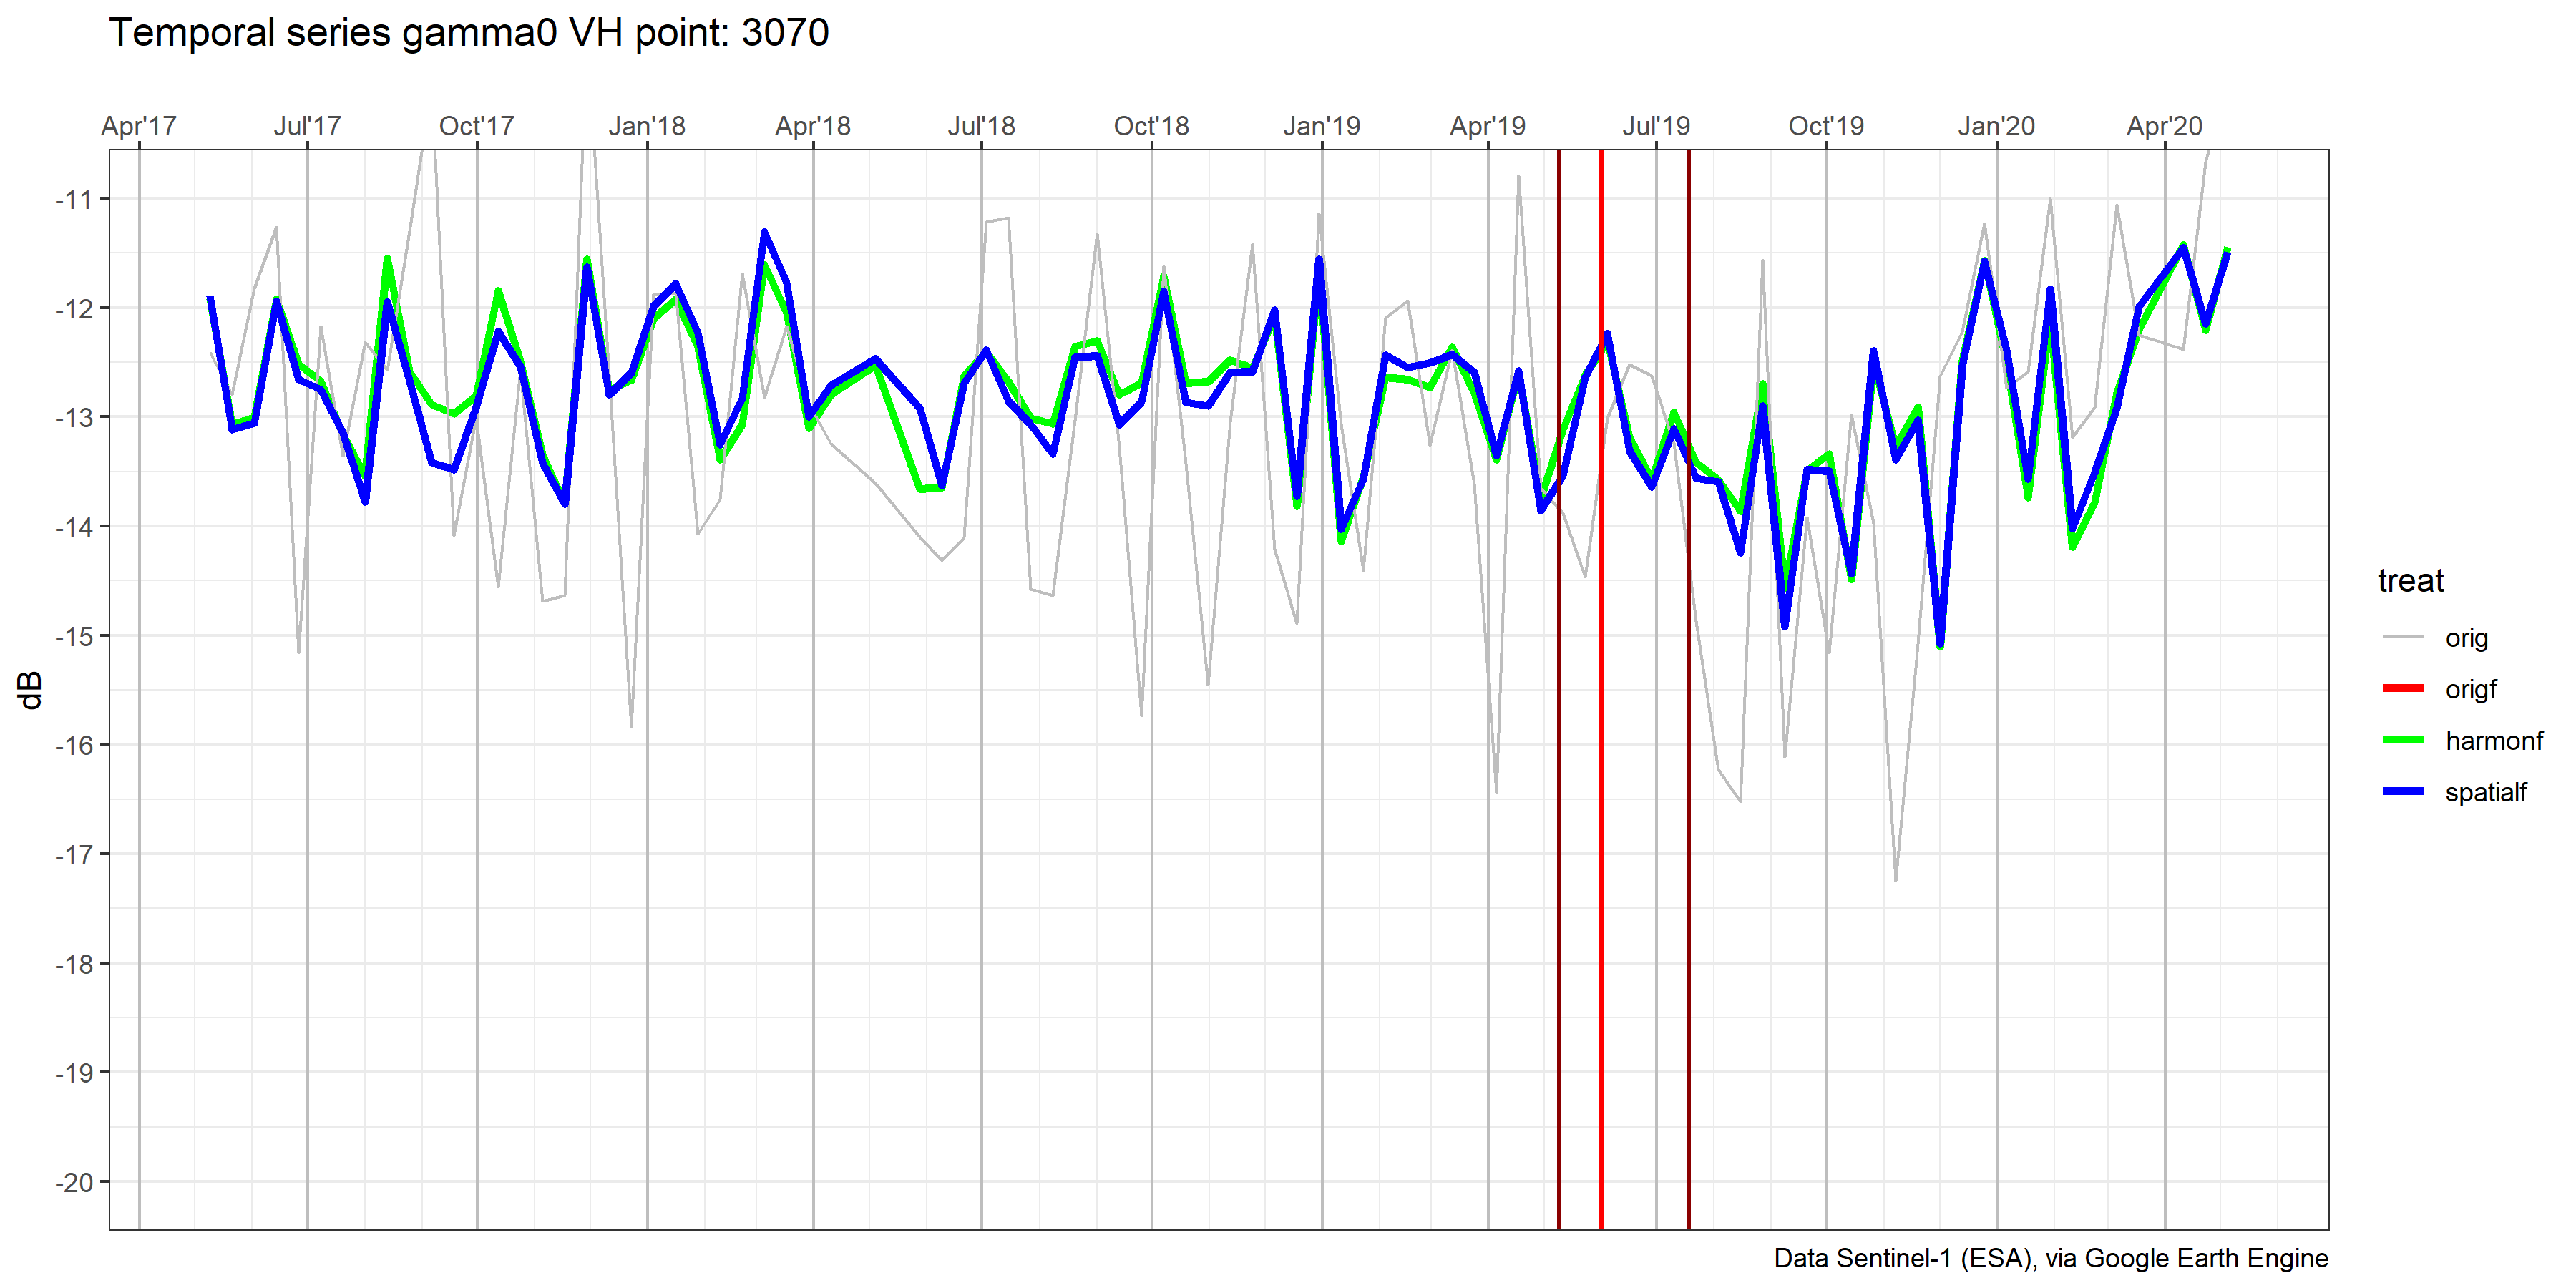 Temporal series gamma0 VH point: 3070
Apr'17 Jul'17 Oct'17 Jan'18 Apr'18 Jul'18 Oct'18 Jan'19 Apr'19 Jul'19 Oct'19 Jan'20 Apr'20
-11
-12
-13
-14
-15
-16
-17
-18
-19
-20
dB
treat
orig
origf
harmonf
spatialf
Data Sentinel-1 (ESA), via Google Earth Engine